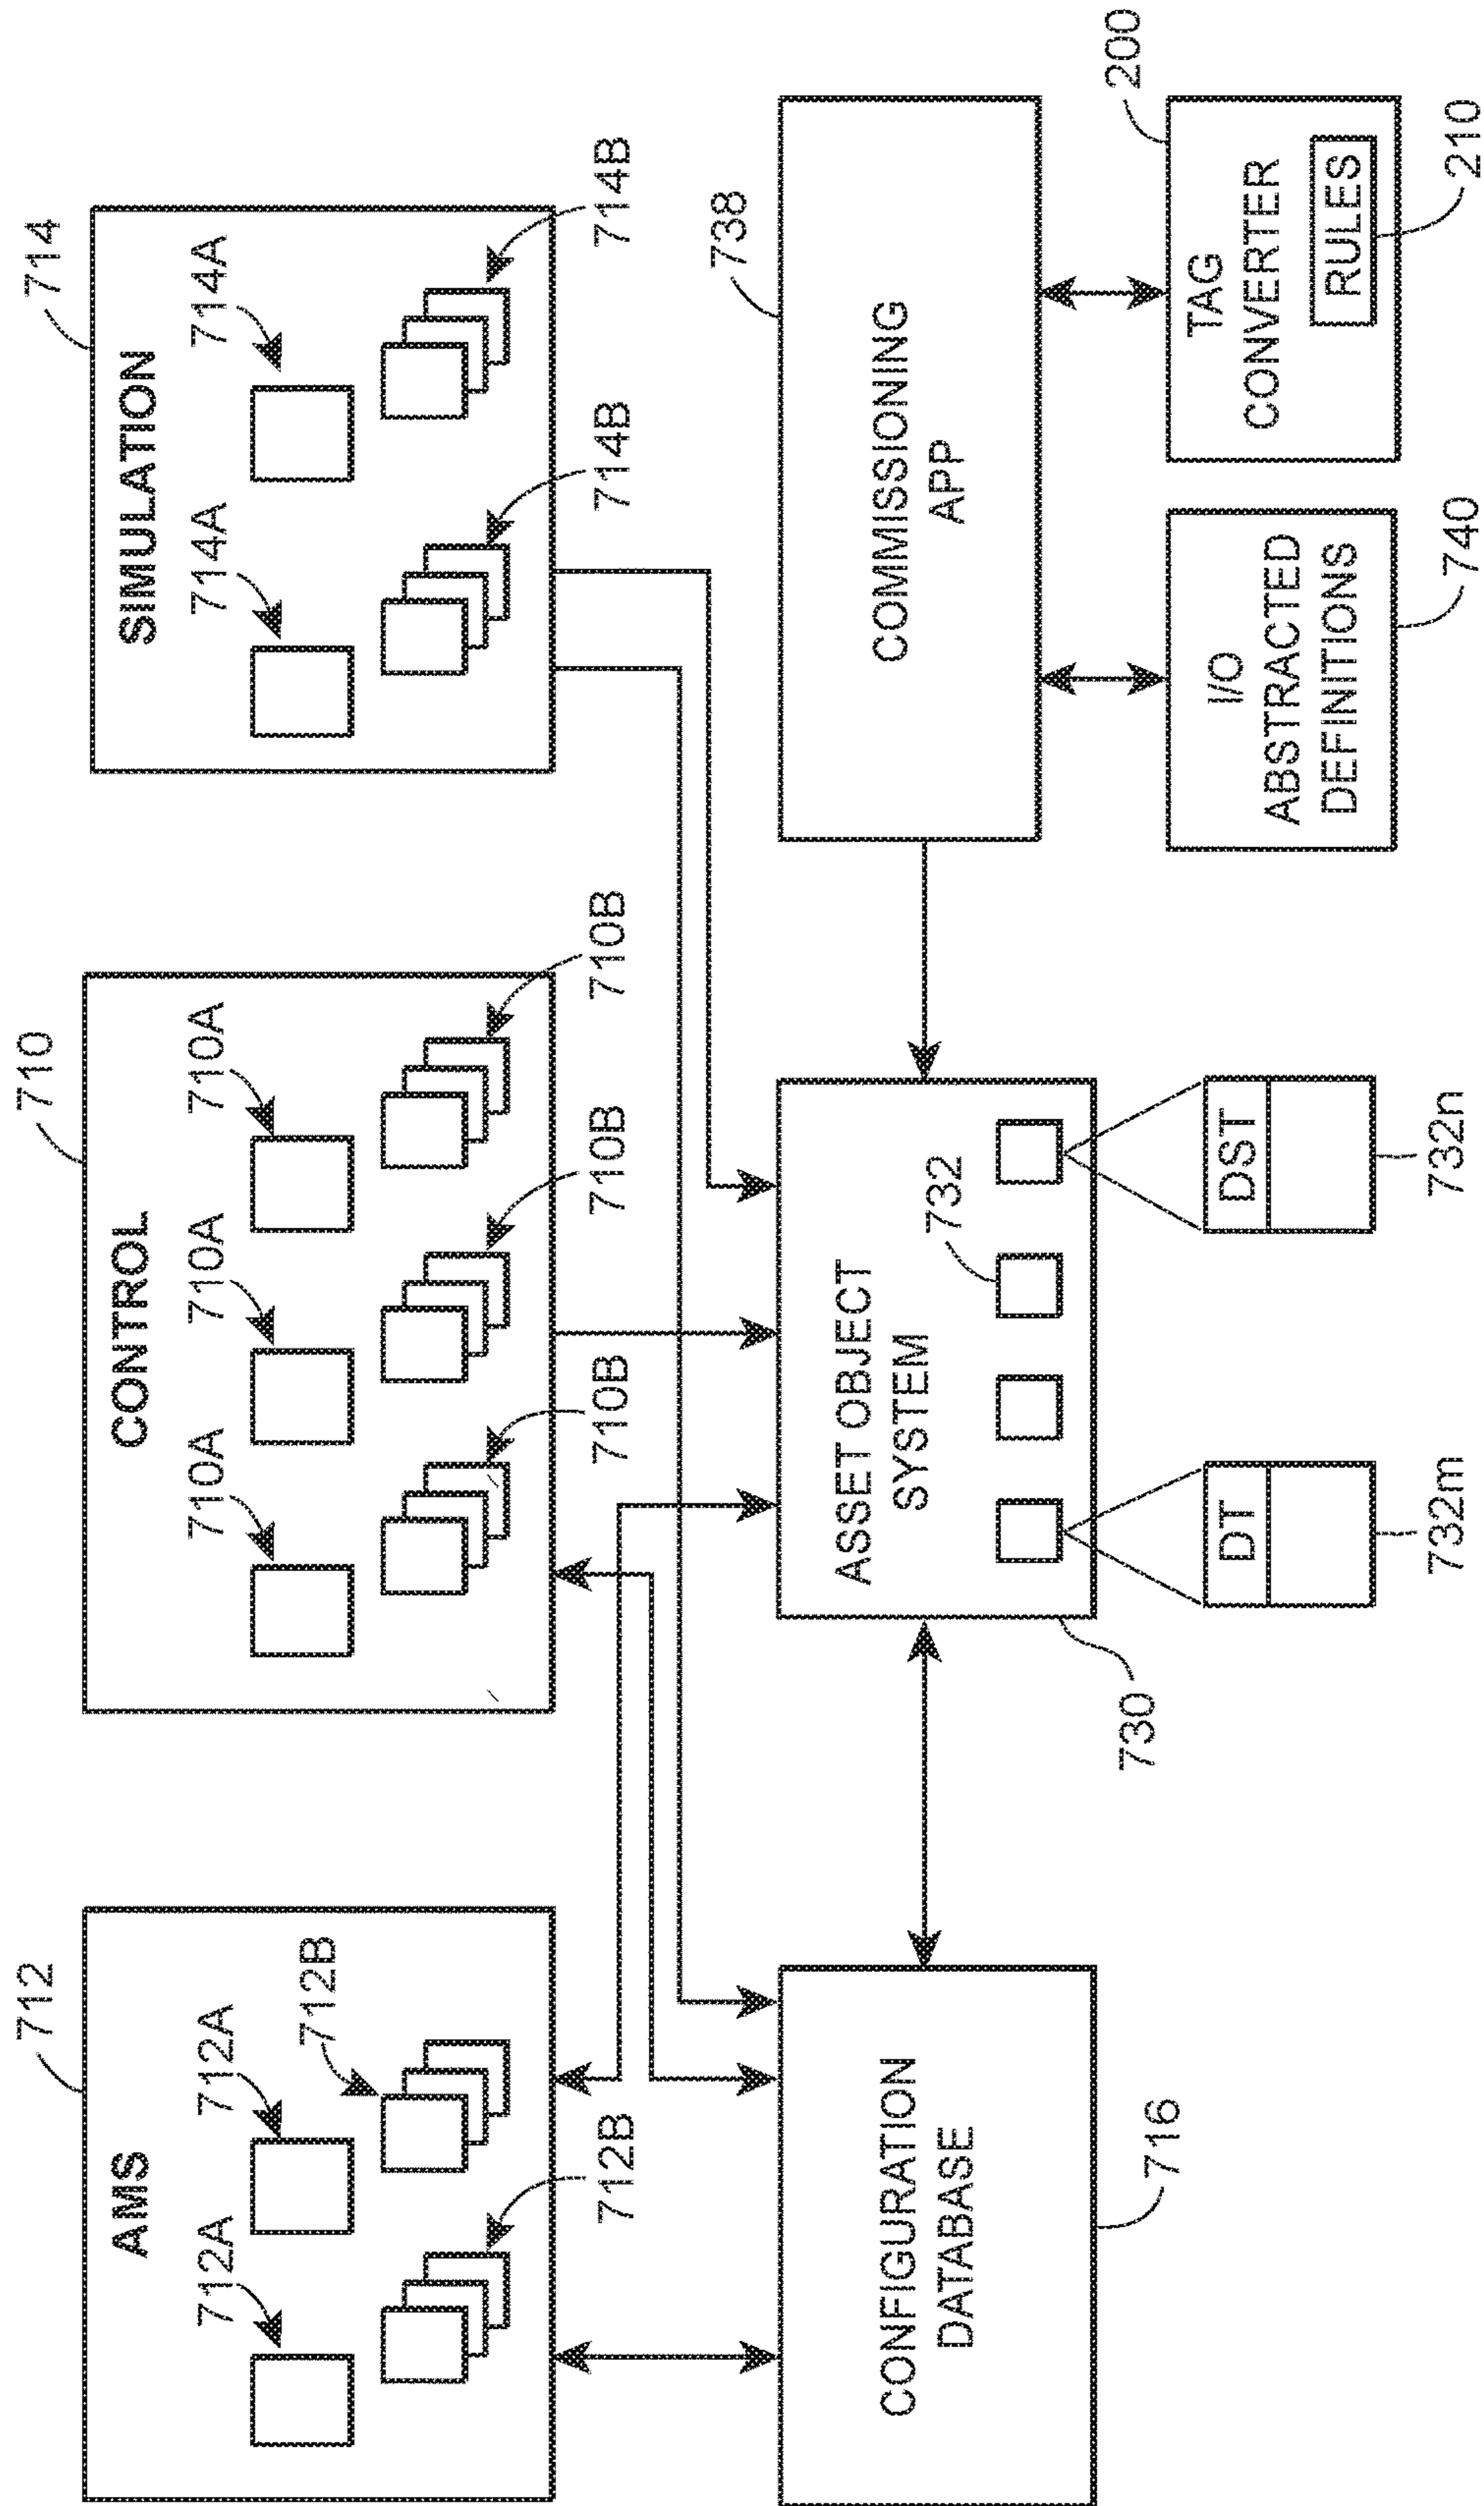 712
AMS
712A
712A
712B
712B
710
CONTROL
710A
710A
710A
710B
710B
710B
714
SIMULATION
714A
714A
714B
714B
CONFIGURATION
DATABASE
716
ASSET OBJECT
SYSTEM
732
730
DT
732m
DST
732n
738
COMMISSIONING
APP
I/O
ABSTRACTED
DEFINITIONS
740
200
TAG
CONVERTER
RULES
210